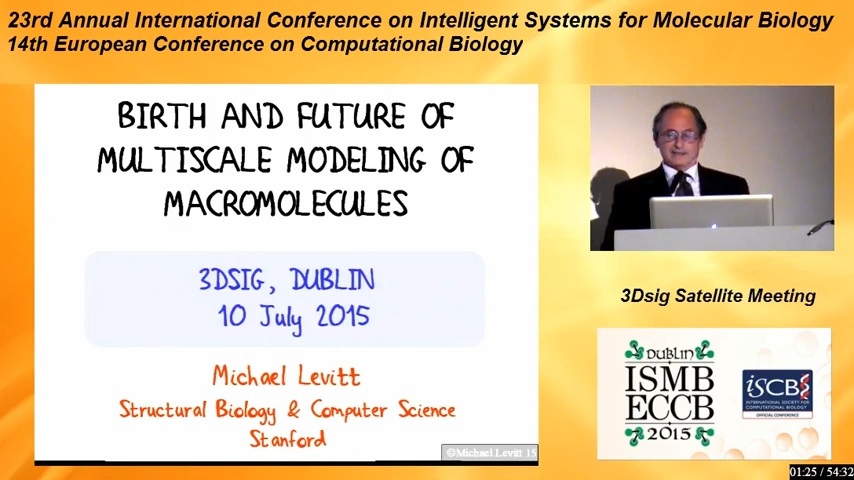 23rd Annual International Conference on Intelligent Systems for Molecular Biology
14th European Conference on Computational Biology
BIRTH AND FUTURE OF
MULTISCALE MODELING OF
MACROMOLECULES
3DSIG, DUBLIN
10 July 2015
Michael Levitt
Structural Biology & Computer Science
Stanford
©Michael Levitt 15
3Dsig Satellite Meeting
DUBLIN
ISMB
ECCB
2015
iSCB
INTERNATIONAL SOCIETY FOR
COMPUTATIONAL BIOLOGY
OFFICIAL CONFERENCE
01:25 / 54:32